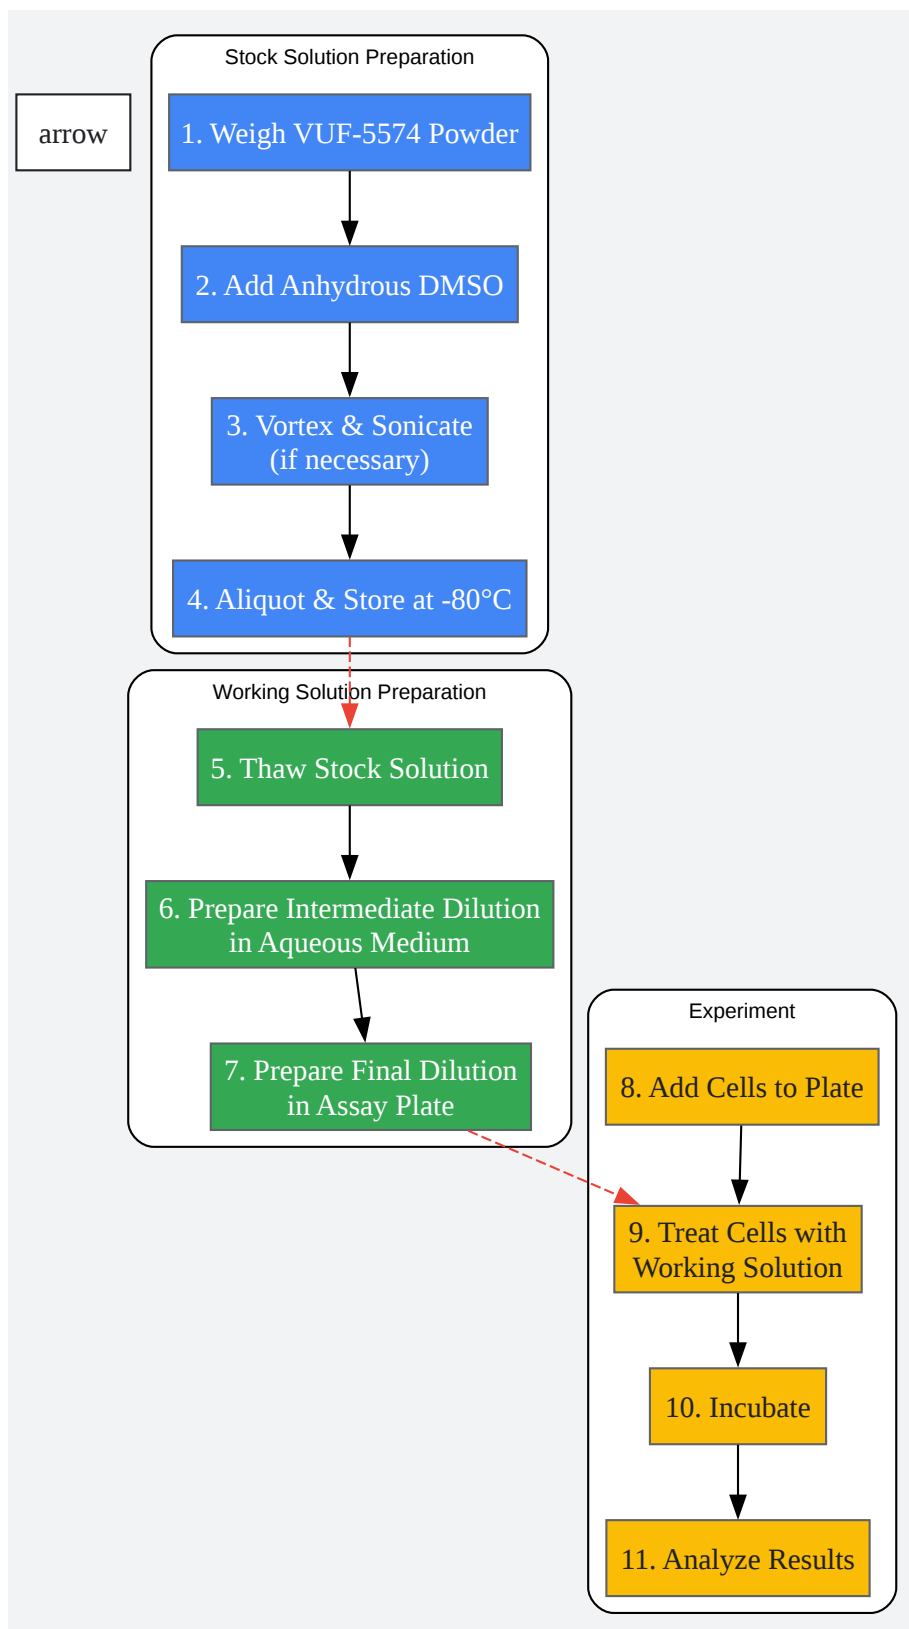 Stock Solution Preparation
arrow
1. Weigh VUF-5574 Powder
2. Add Anhydrous DMSO
3. Vortex & Sonicate
(if necessary)
4. Aliquot & Store at -80°C
Working Solution Preparation
5. Thaw Stock Solution
6. Prepare Intermediate Dilution
in Aqueous Medium
7. Prepare Final Dilution
in Assay Plate
Experiment
8. Add Cells to Plate
9. Treat Cells with
Working Solution
10. Incubate
11. Analyze Results